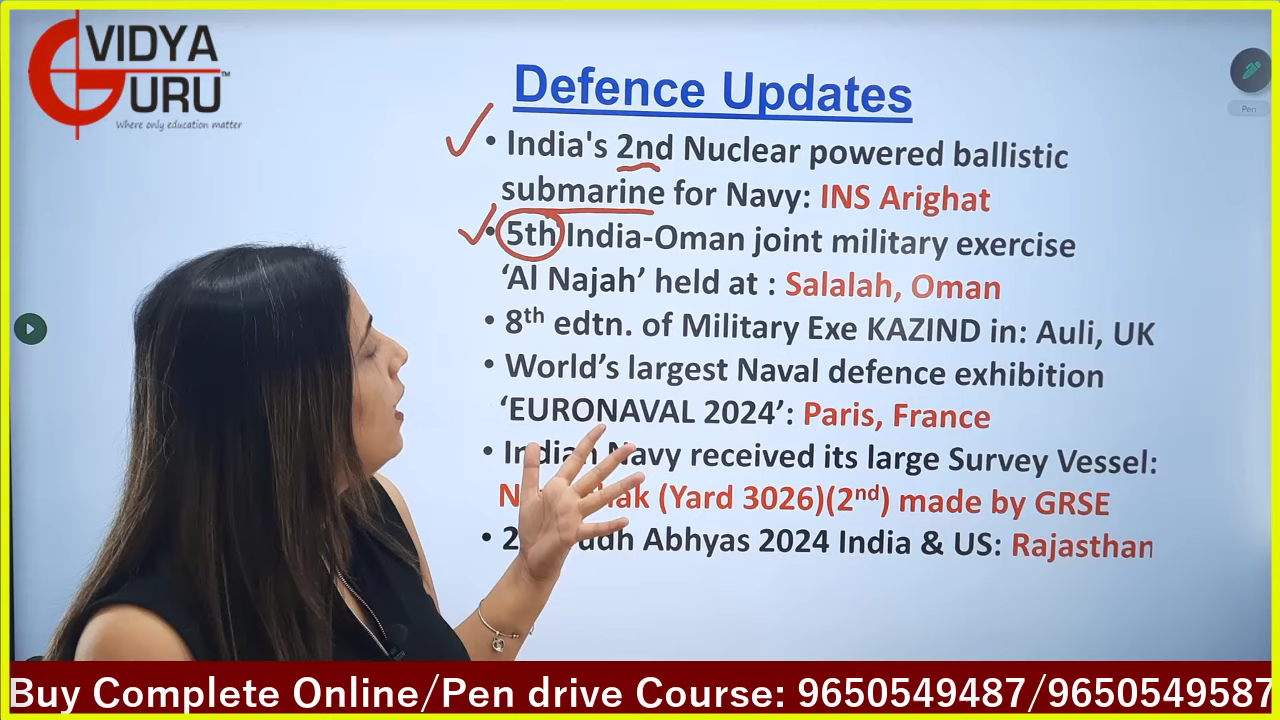 VIDYA
GURU™
Where only education matter
Defence Updates
• India's 2nd Nuclear powered ballistic
submarine for Navy: INS Arighat
• 5th India-Oman joint military exercise
‘Al Najah’ held at : Salalah, Oman
• 8th edtn. of Military Exe KAZIND in: Auli, UK
• World’s largest Naval defence exhibition
‘EURONAVAL 2024’: Paris, France
• Indian Navy received its large Survey Vessel:
(Yard 3026)(2nd) made by GRSE
• Abhyas 2024 India & US: Rajasthan
Pen
Buy Complete Online/Pen drive Course: 9650549487/9650549587